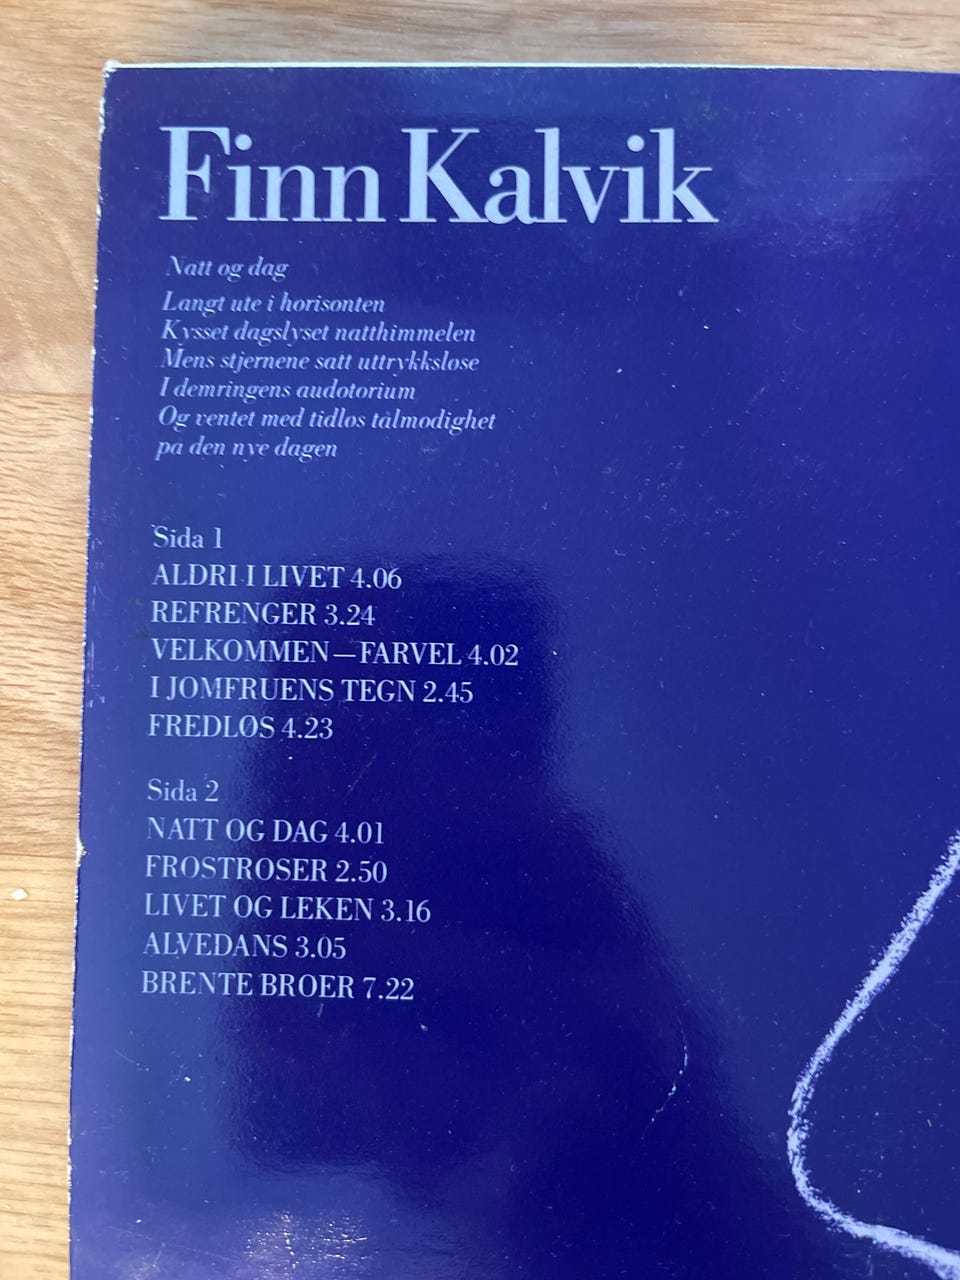 Finn Kalvik
Natt og dag
Langt ute i horisonten
Kysset dagslyset natthimmelen
Mens stjernene satt uttrykksløse
I demringens audotorium
Og ventet med tidløs tålmodighet
på den nye dagen
Sida 1
ALDRI I LIVET 4.06
REFRENGER 3.24
VELKOMMEN—FARVEL 4.02
I JOMFRUENS TEGN 2.45
FREDLØS 4.23
Sida 2
NATT OG DAG 4.01
FROSTROSER 2.50
LIVET OG LEKEN 3.16
ALVEDANS 3.05
BRENTE BROER 7.22